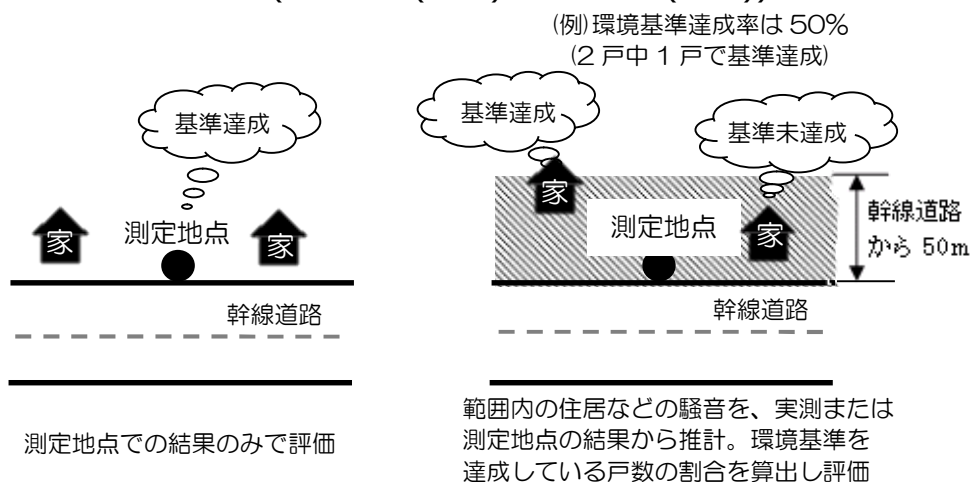 (例)環境基準達成率は 50%
(2 戸中 1 戸で基準達成)
基準達成
家
測定地点
家
幹線道路
測定地点での結果のみで評価
基準達成
基準未達成
家
測定地点
家
幹線道路
から 50m
幹線道路
範囲内の住居などの騒音を、実測または
測定地点の結果から推計。環境基準を
達成している戸数の割合を算出し評価